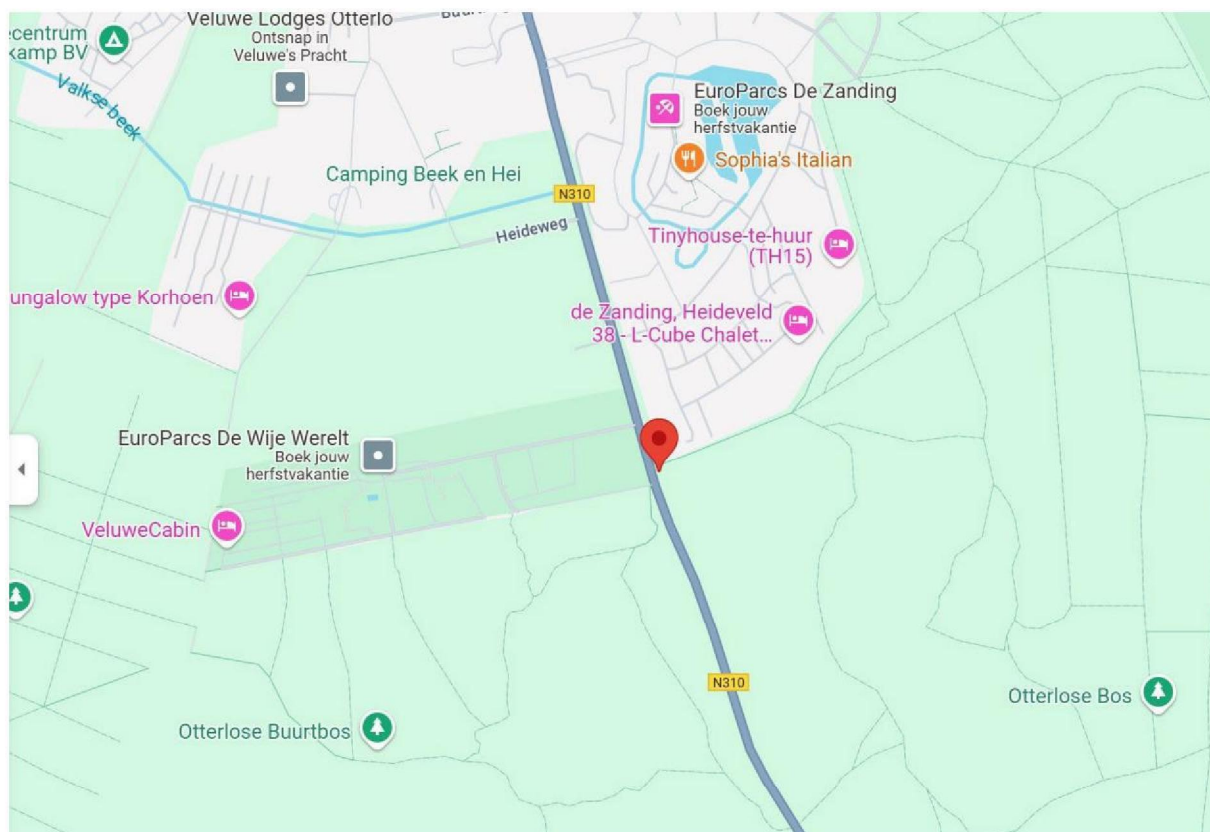 Veluwe Lodges Otterlo
Ontsnap in
Veluwe's Pracht
ecentrum
kamp BV
Valkse beek
EuroParcs De Zanding
Boek jouw
herfstvakantie
Sophia's Italian
Camping Beek en Hei
N310
Heideweg
Tinyhouse-te-huur
(TH15)
ungalow type Korhoen
de Zanding, Heideveld
38 - L-Cube Chalet...
EuroParcs De Wije Werelt
Boek jouw
herfstvakantie
VeluweCabin
N310
Otterlose Bos
Otterlose Buurtbos